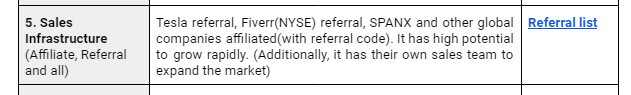 5. Sales
Infrastructure
(Affiliate, Referral
and all)
Tesla referral, Fiverr(NYSE) referral, SPANX and other global
companies affiliated(with referral code). It has high potential
to grow rapidly. (Additionally, it has their own sales team to
expand the market)
Referral list